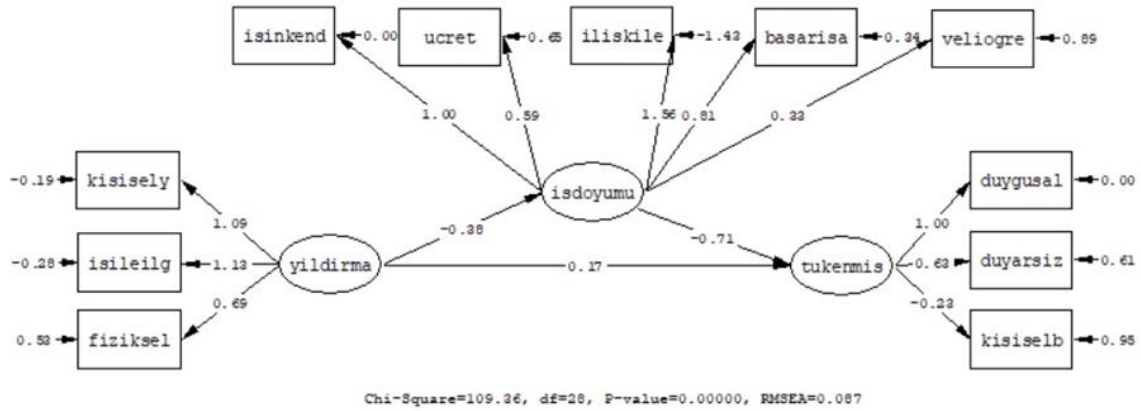 isinkend
0.00
ucret
0.65
iliskile
-1.43
basarisa
0.34
veliogre
0.89
1.00
0.59
1.56
0.81
0.33
-0.19
kisisely
isdoyumu
duygusal
0.00
1.09
-0.38
-0.71
1.00
-0.28
isileilg
1.13
yildirma
0.17
tukenmis
0.63
duyarsiz
0.61
0.69
-0.23
0.53
fiziksel
kisiselb
0.95
Chi-Square=109.36, df=28, P-value=0.00000, RMSEA=0.087